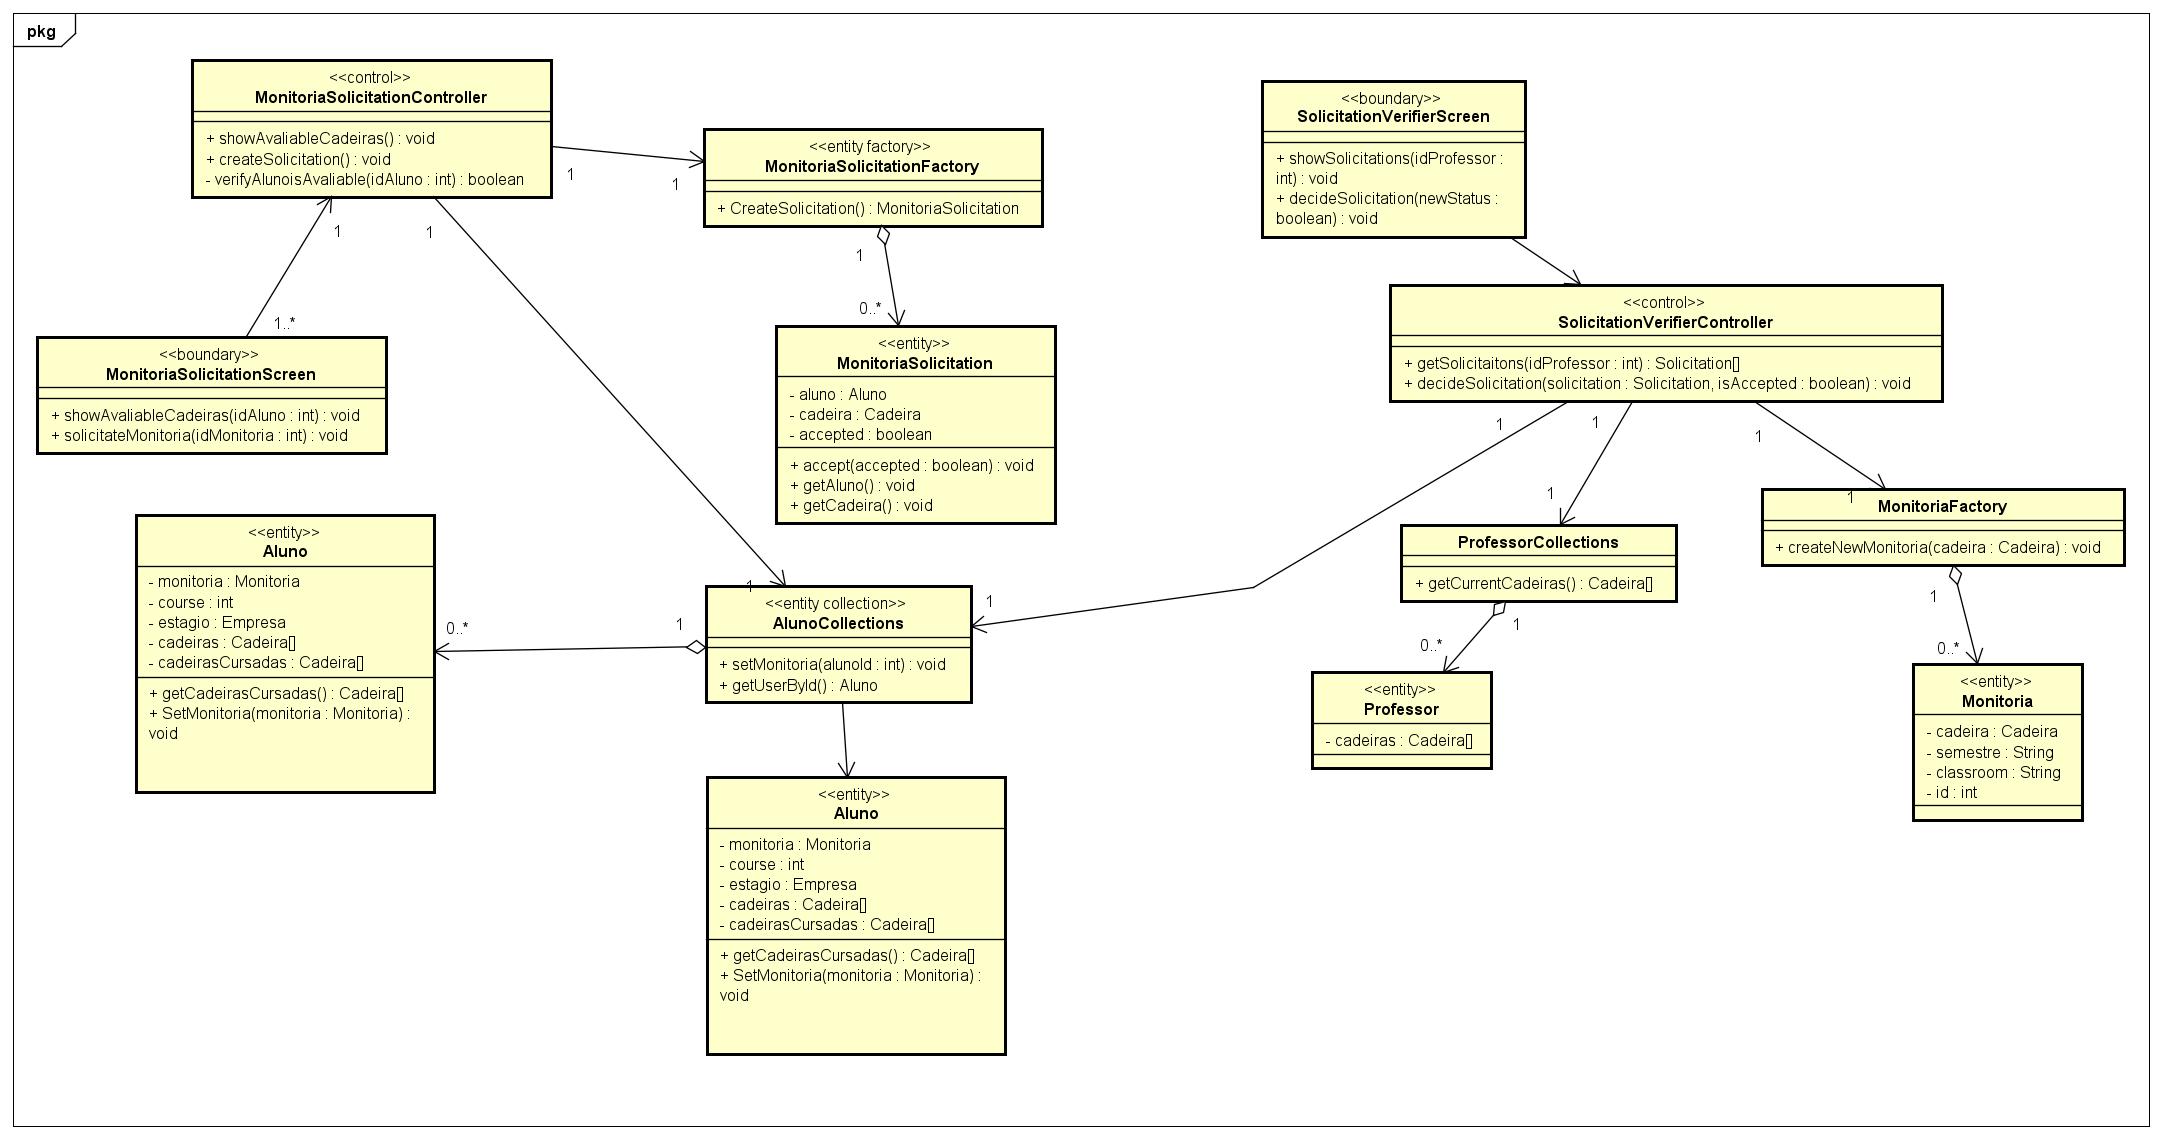 pkg
<<control>>
MonitoriaSolicitationController
+ showAvaliableCadeiras() : void
+ createSolicitation() : void
- verifyAlunoisAvaliable(idAluno : int) : boolean
1
1
1
1
<<entity factory>>
MonitoriaSolicitationFactory
+ CreateSolicitation() : MonitoriaSolicitation
1
0..*
<<boundary>>
SolicitationVerifierScreen
+ showSolicitations(idProfessor :
int) : void
+ decideSolicitation(newStatus :
boolean) : void
<<control>>
SolicitationVerifierController
+ getSolicitaitons(idProfessor : int) : Solicitation[]
+ decideSolicitation(solicitation : Solicitation, isAccepted : boolean) : void
1
1
1
1..*
<<boundary>>
MonitoriaSolicitationScreen
+ showAvaliableCadeiras(idAluno : int) : void
+ solicitateMonitoria(idMonitoria : int) : void
<<entity>>
MonitoriaSolicitation
- aluno : Aluno
- cadeira : Cadeira
- accepted : boolean
+ accept(accepted : boolean) : void
+ getAluno() : void
+ getCadeira() : void
<<entity>>
Aluno
- monitoria : Monitoria
- course : int
- estagio : Empresa
- cadeiras : Cadeira[]
- cadeirasCursadas : Cadeira[]
+ getCadeirasCursadas() : Cadeira[]
+ SetMonitoria(monitoria : Monitoria) :
void
0..*
1
1
1
<<entity collection>>
AlunoCollections
+ setMonitoria(alunoId : int) : void
+ getUserById() : Aluno
1
ProfessorCollections
+ getCurrentCadeiras() : Cadeira[]
1
0..*
1
MonitoriaFactory
+ createNewMonitoria(cadeira : Cadeira) : void
1
0..*
<<entity>>
Professor
- cadeiras : Cadeira[]
<<entity>>
Monitoria
- cadeira : Cadeira
- semestre : String
- classroom : String
- id : int
<<entity>>
Aluno
- monitoria : Monitoria
- course : int
- estagio : Empresa
- cadeiras : Cadeira[]
- cadeirasCursadas : Cadeira[]
+ getCadeirasCursadas() : Cadeira[]
+ SetMonitoria(monitoria : Monitoria) :
void